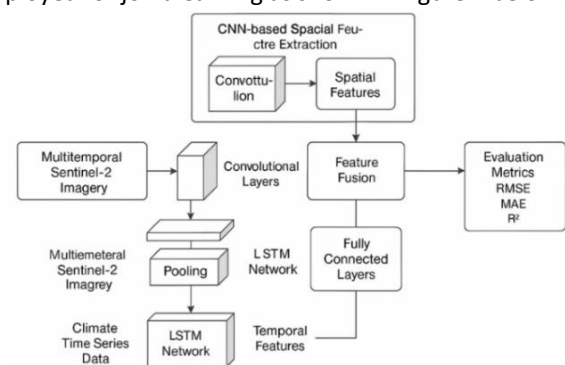 CNN-based Spacial Feu-
ctre Extraction
Convottu-
lion
Spatial
Features
Multitemporal
Sentinel-2
Imagery
Convolutional
Layers
Feature
Fusion
Evaluation
Metrics
RMSE
MAE
R²
Multiemeteral
Sentinel-2
Imagrey
Pooling
LSTM
Network
Fully
Connected
Layers
Climate
Time Series
Data
LSTM
Network
Temporal
Features